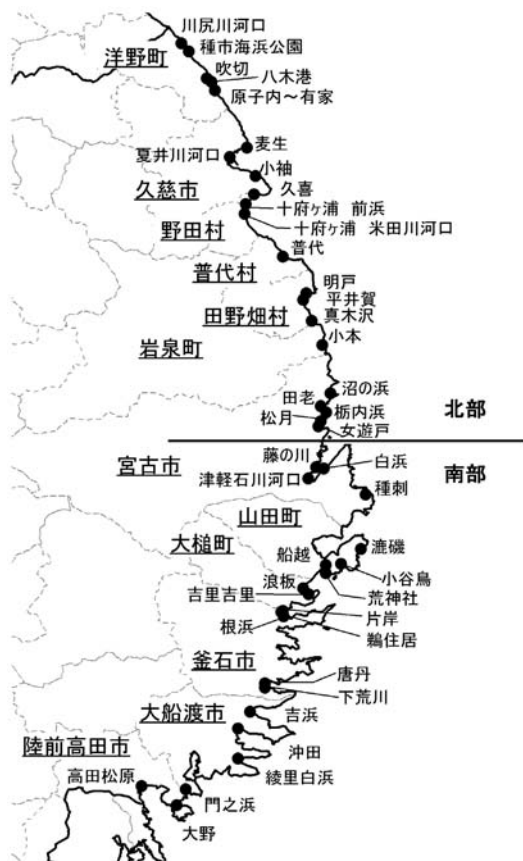 川尻川河口
種市海浜公園
洋野町
吹切
八木港
原子内～有家
麦生
夏井川河口
小袖
久慈市
久喜
十府ヶ浦 前浜
野田村
十府ヶ浦 米田川河口
普代
普代村
明戸
平井賀
田野畑村
真木沢
小本
岩泉町
沼の浜
田老
栃内浜
北部
松月
女遊戸
藤の川
宮古市
白浜
南部
津軽石川河口
種刺
山田町
大槌町
船越
漉磯
浪板
小谷鳥
吉里吉里
荒神社
片岸
根浜
鵜住居
釜石市
唐丹
下荒川
大船渡市
吉浜
陸前高田市
沖田
高田松原
綾里白浜
門之浜
大野